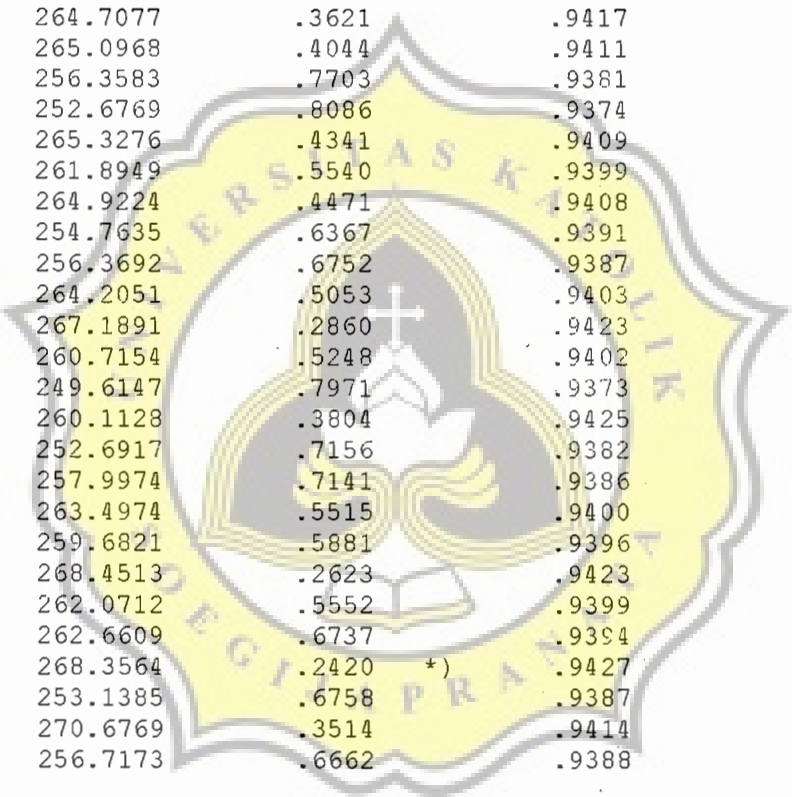 264.7077 .3621 .9417
265.0968 .4044 .9411
256.3583 .7703 .9381
252.6769 .8086 .9374
265.3276 .4341 .9409
261.8949 .5540 .9399
264.9224 .4471 .9408
254.7635 .6367 .9391
256.3692 .6752 .9387
264.2051 .5053 .9403
267.1891 .2860 .9423
260.7154 .5248 .9402
249.6147 .7971 .9373
260.1128 .3804 .9425
252.6917 .7156 .9382
257.9974 .7141 .9386
263.4974 .5515 .9400
259.6821 .5881 .9396
268.4513 .2623 .9423
262.0712 .5552 .9399
262.6609 .6737 .9394
268.3564 .2420 *) .9427
253.1385 .6758 .9387
270.6769 .3514 .9414
256.7173 .6662 .9388
UNIVERSITAS KATOLIK
SOEGIJAPRANATA